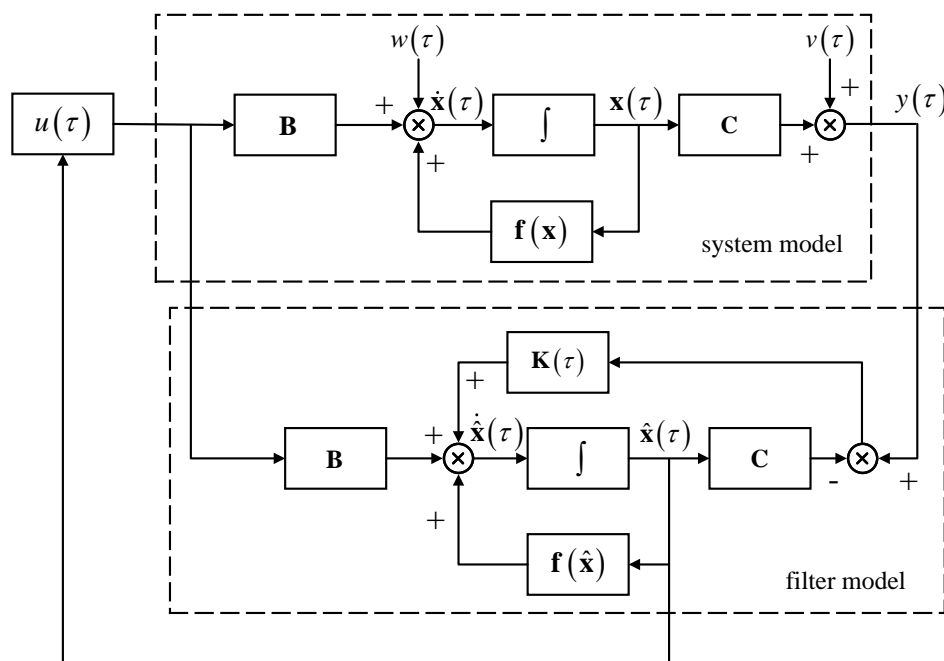 w(τ)
v(τ)
u(τ)
B
+
ẋ(τ)
∫
x(τ)
C
+
y(τ)
+
+
f(x)
system model
K(τ)
+
B
+
x̂̇(τ)
∫
x̂(τ)
C
-
+
+
f(x̂)
filter model